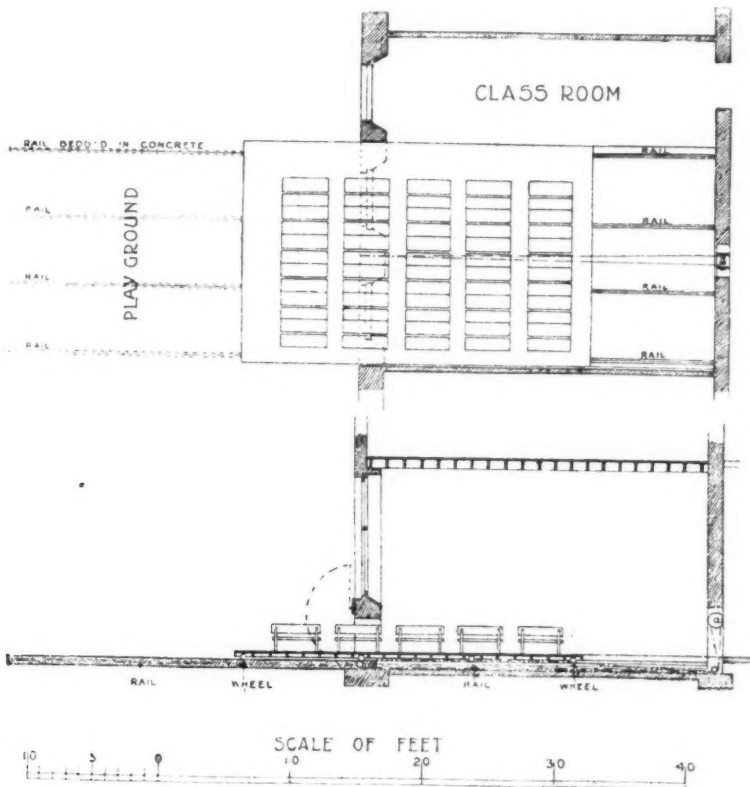 CLASS ROOM
RAIL BEDDED IN CONCRETE
RAIL
RAIL
RAIL
PLAY GROUND
RAIL
RAIL
RAIL
RAIL
RAIL
WHEEL
RAIL
WHEEL
SCALE OF FEET
10 5 0 10 20 30 40